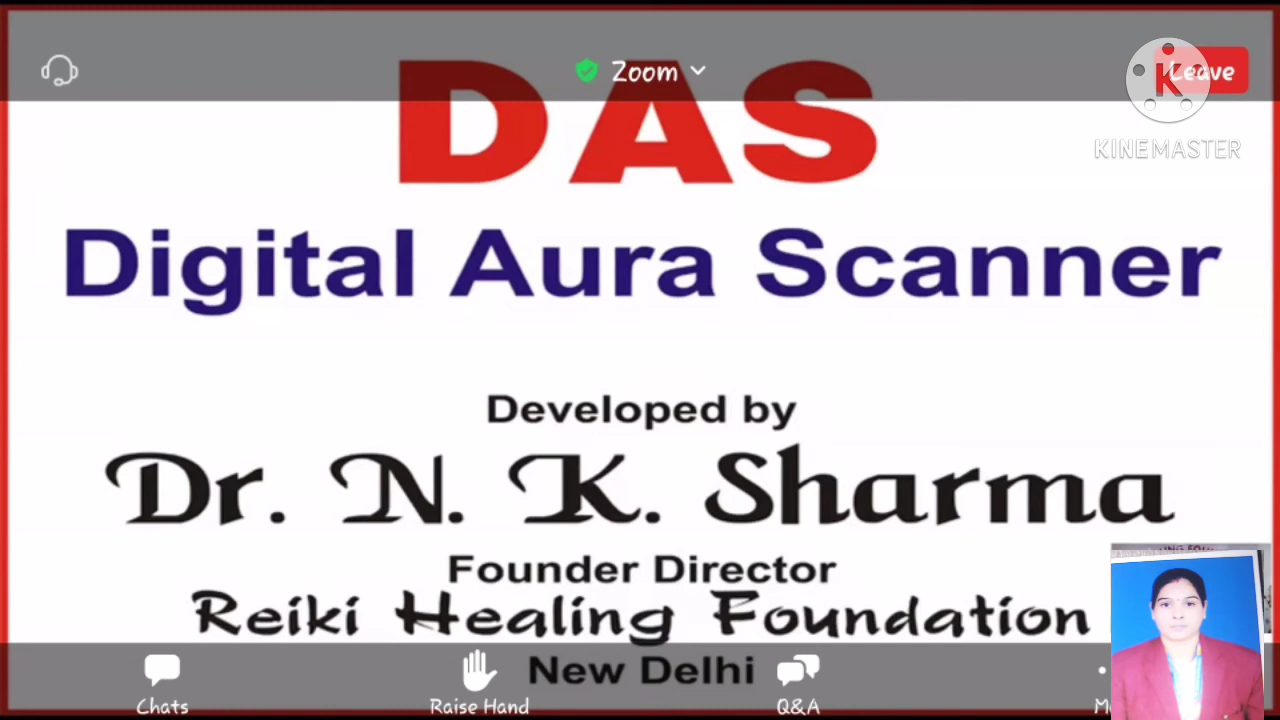 Zoom
Leave
K
KINEMASTER
DAS
Digital Aura Scanner
Developed by
Dr. N. K. Sharma
Founder Director
Reiki Healing Foundation
New Delhi
Chats
Raise Hand
Q&A